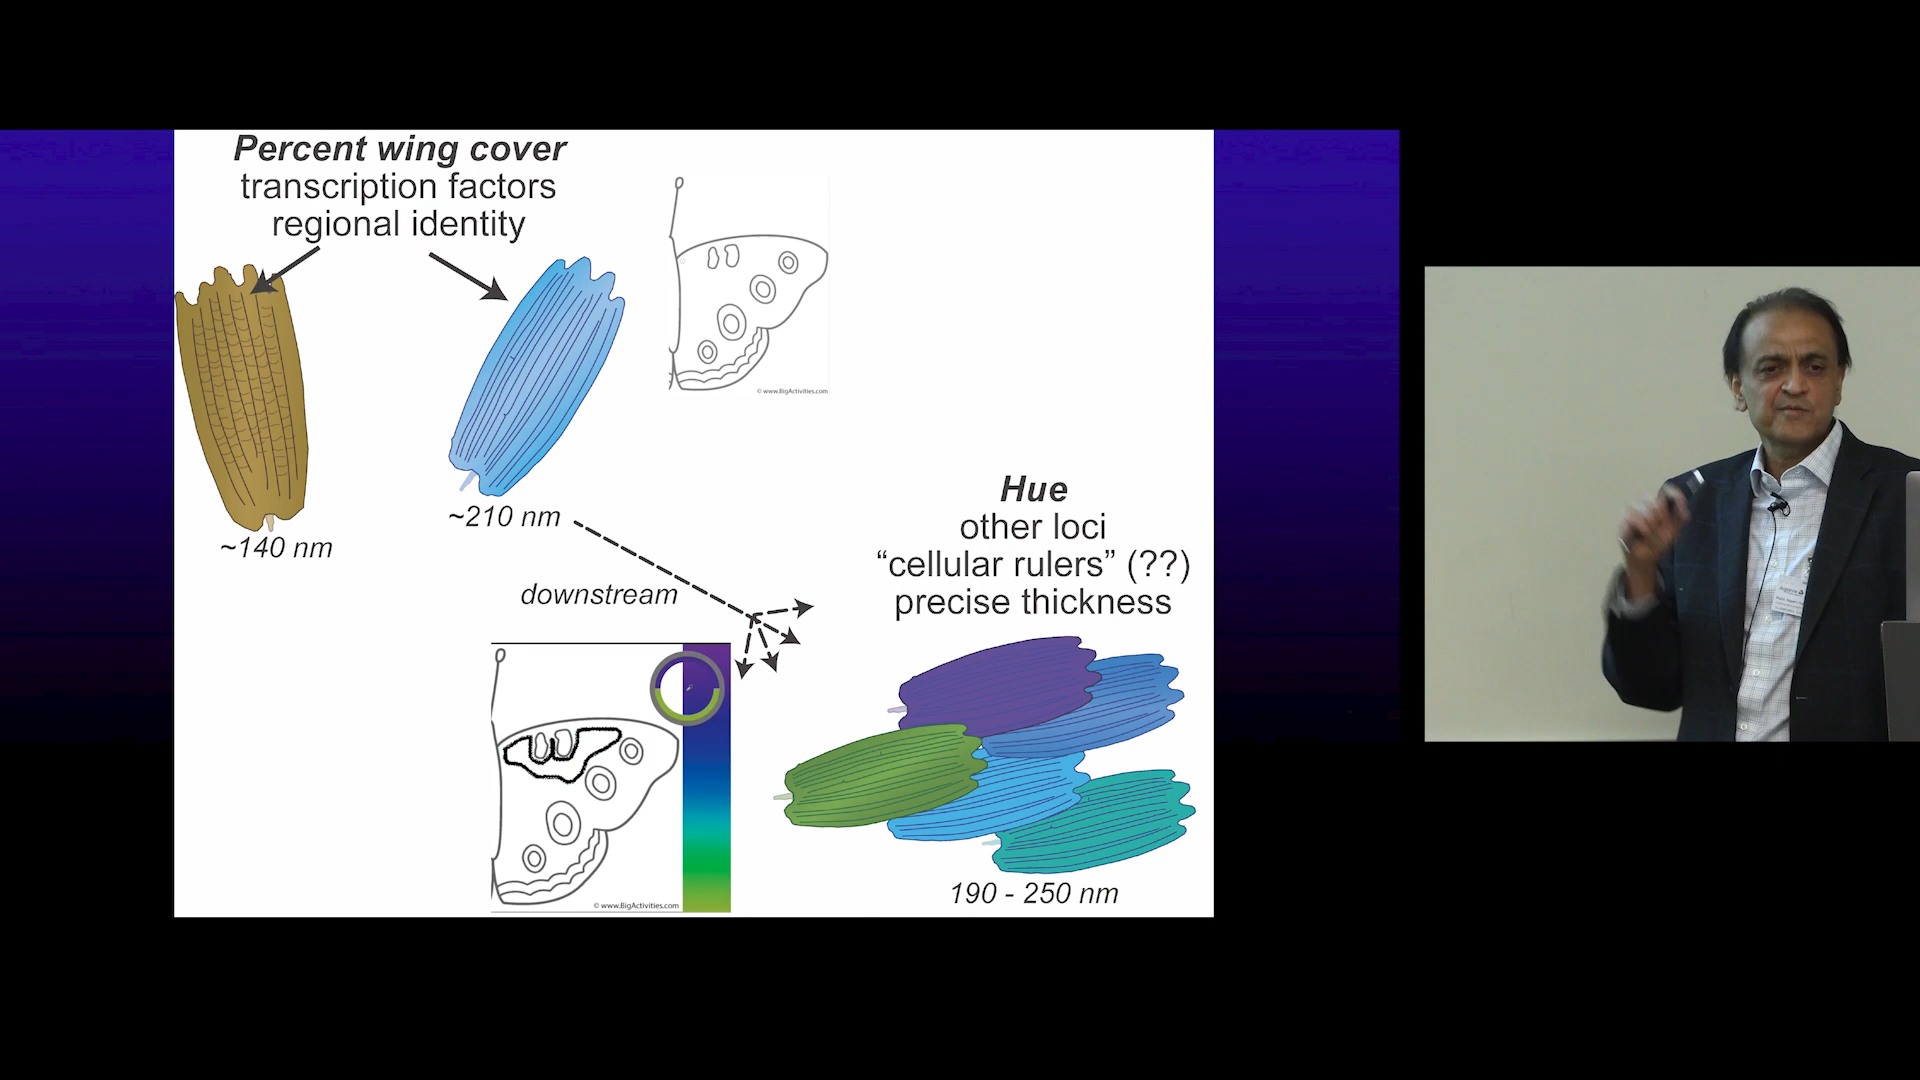 Percent wing cover
transcription factors
regional identity
© www.BigActivities.com
~210 nm
~140 nm
downstream
Hue
other loci
“cellular rulers” (??)
precise thickness
© www.BigActivities.com
190 - 250 nm